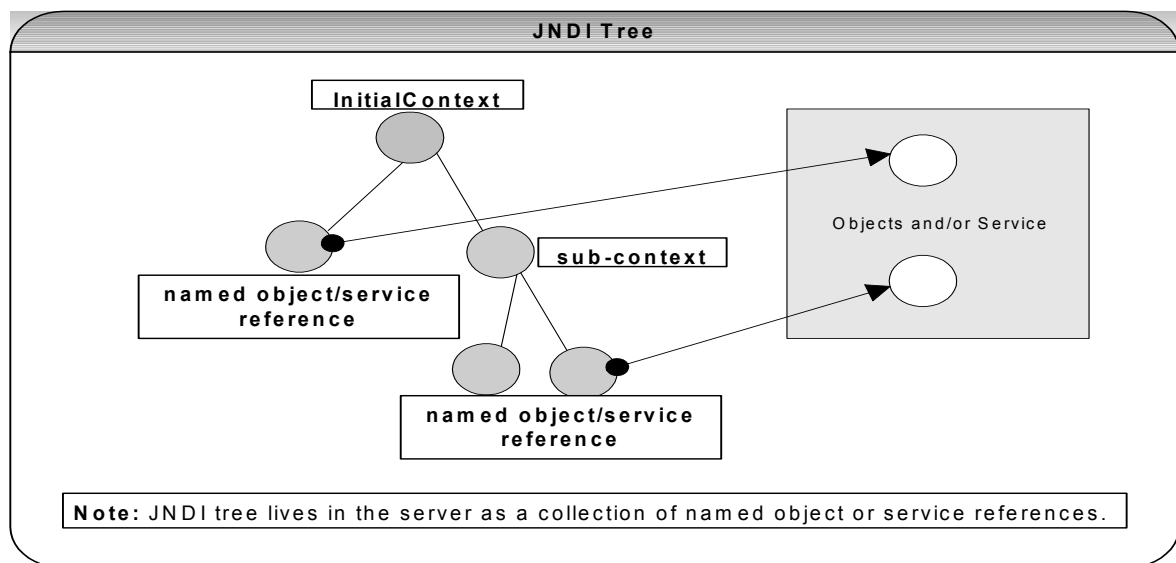 JNDI Tree
InitialContext
Objects and/or Service
sub-context
named object/service
reference
named object/service
reference
Note: JNDI tree lives in the server as a collection of named object or service references.